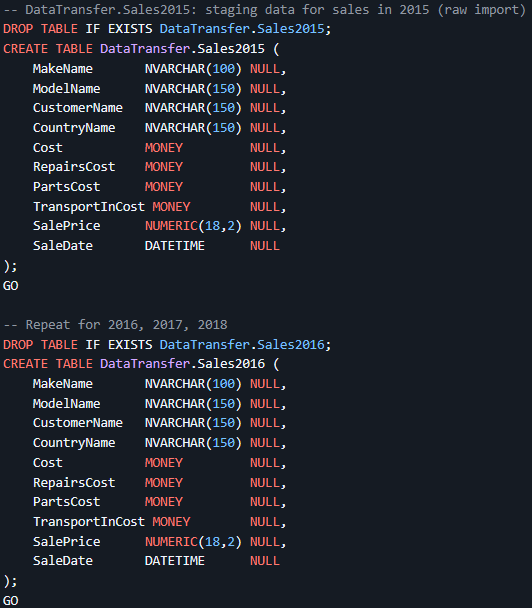 -- DataTransfer.Sales2015: staging data for sales in 2015 (raw import)
DROP TABLE IF EXISTS DataTransfer.Sales2015;
CREATE TABLE DataTransfer.Sales2015 (
    MakeName       NVARCHAR(100) NULL,
    ModelName      NVARCHAR(150) NULL,
    CustomerName   NVARCHAR(150) NULL,
    CountryName    NVARCHAR(150) NULL,
    Cost           MONEY         NULL,
    RepairsCost    MONEY         NULL,
    PartsCost      MONEY         NULL,
    TransportInCost MONEY        NULL,
    SalePrice      NUMERIC(18,2) NULL,
    SaleDate       DATETIME      NULL
);
GO

-- Repeat for 2016, 2017, 2018
DROP TABLE IF EXISTS DataTransfer.Sales2016;
CREATE TABLE DataTransfer.Sales2016 (
    MakeName       NVARCHAR(100) NULL,
    ModelName      NVARCHAR(150) NULL,
    CustomerName   NVARCHAR(150) NULL,
    CountryName    NVARCHAR(150) NULL,
    Cost           MONEY         NULL,
    RepairsCost    MONEY         NULL,
    PartsCost      MONEY         NULL,
    TransportInCost MONEY        NULL,
    SalePrice      NUMERIC(18,2) NULL,
    SaleDate       DATETIME      NULL
);
GO